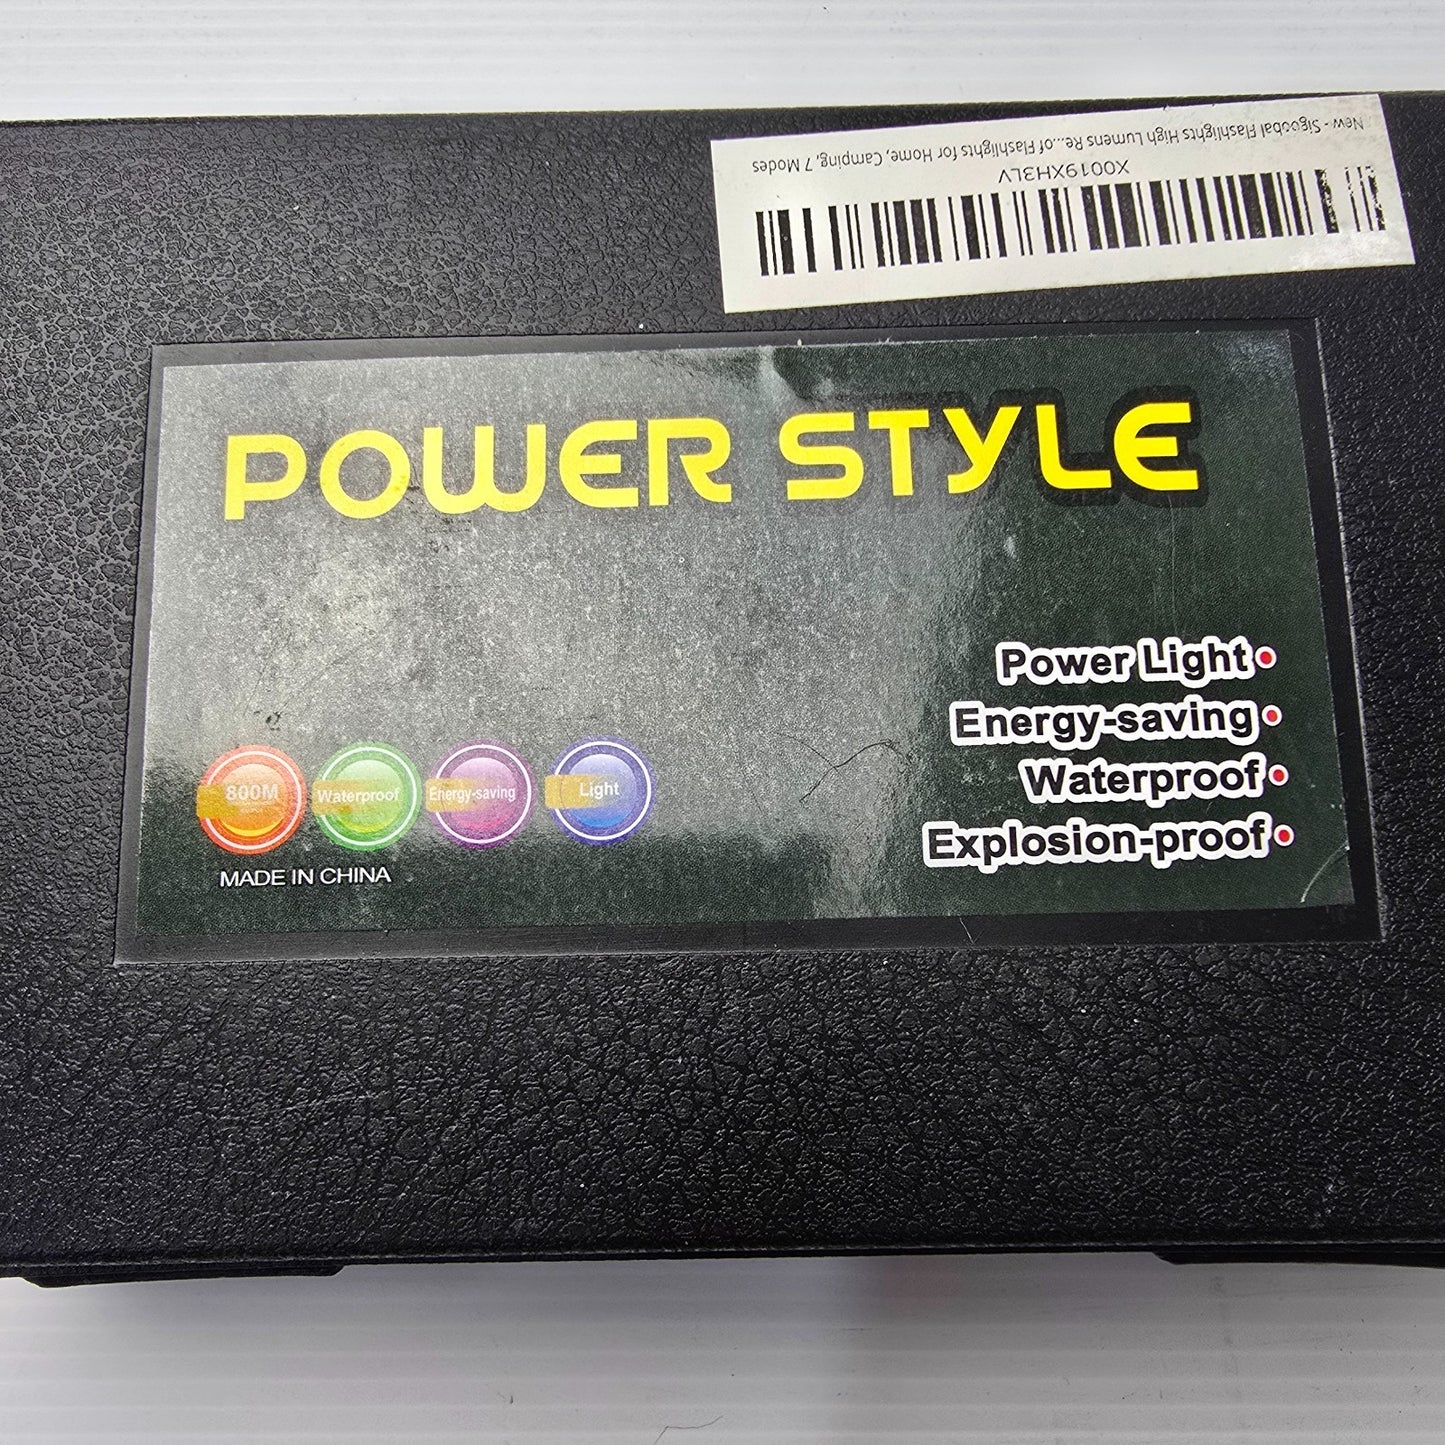 New - Sigoobal Flashlights High Lumens Re...of Flashlights for Home, Camping, 7 Modes
X0019XH3LV
POWER STYLE
Power Light
Energy-saving
Waterproof
Explosion-proof
800M
Waterproof
Energy-saving
Light
MADE IN CHINA